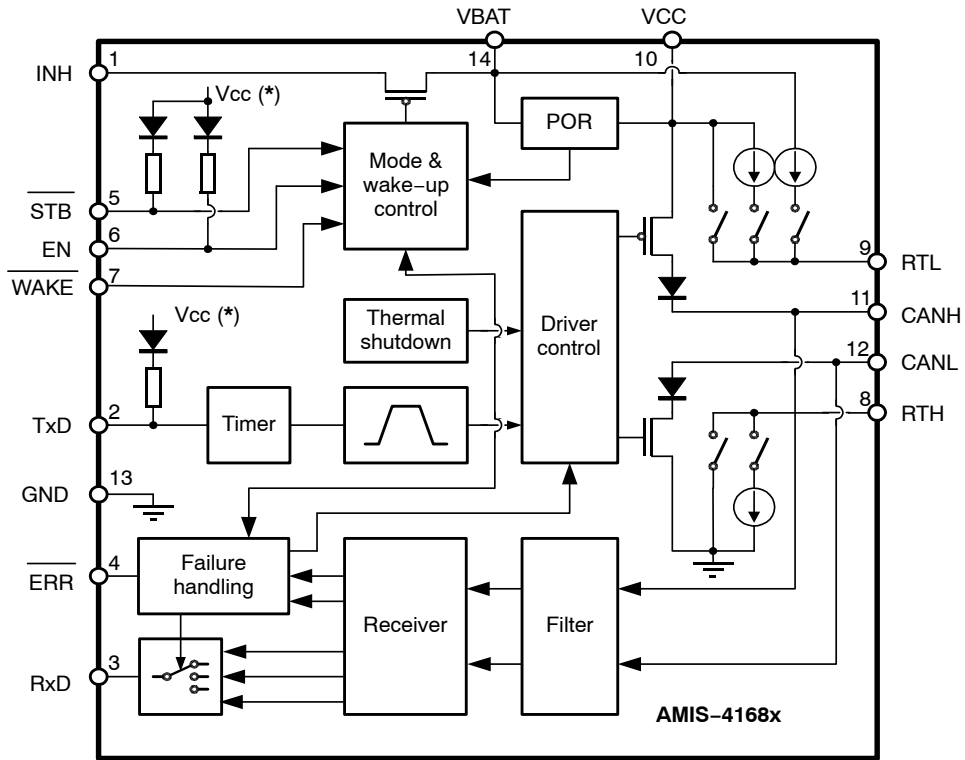 VBAT
VCC
1
14
10
INH
Vcc (*)
POR
Mode &
wake-up
control
5
STB
6
EN
7
WAKE
9
RTL
11
CANH
Vcc (*)
Thermal
shutdown
Driver
control
12
CANL
8
RTH
2
TxD
Timer
13
GND
4
ERR
Failure
handling
Receiver
Filter
3
RxD
AMIS-4168x